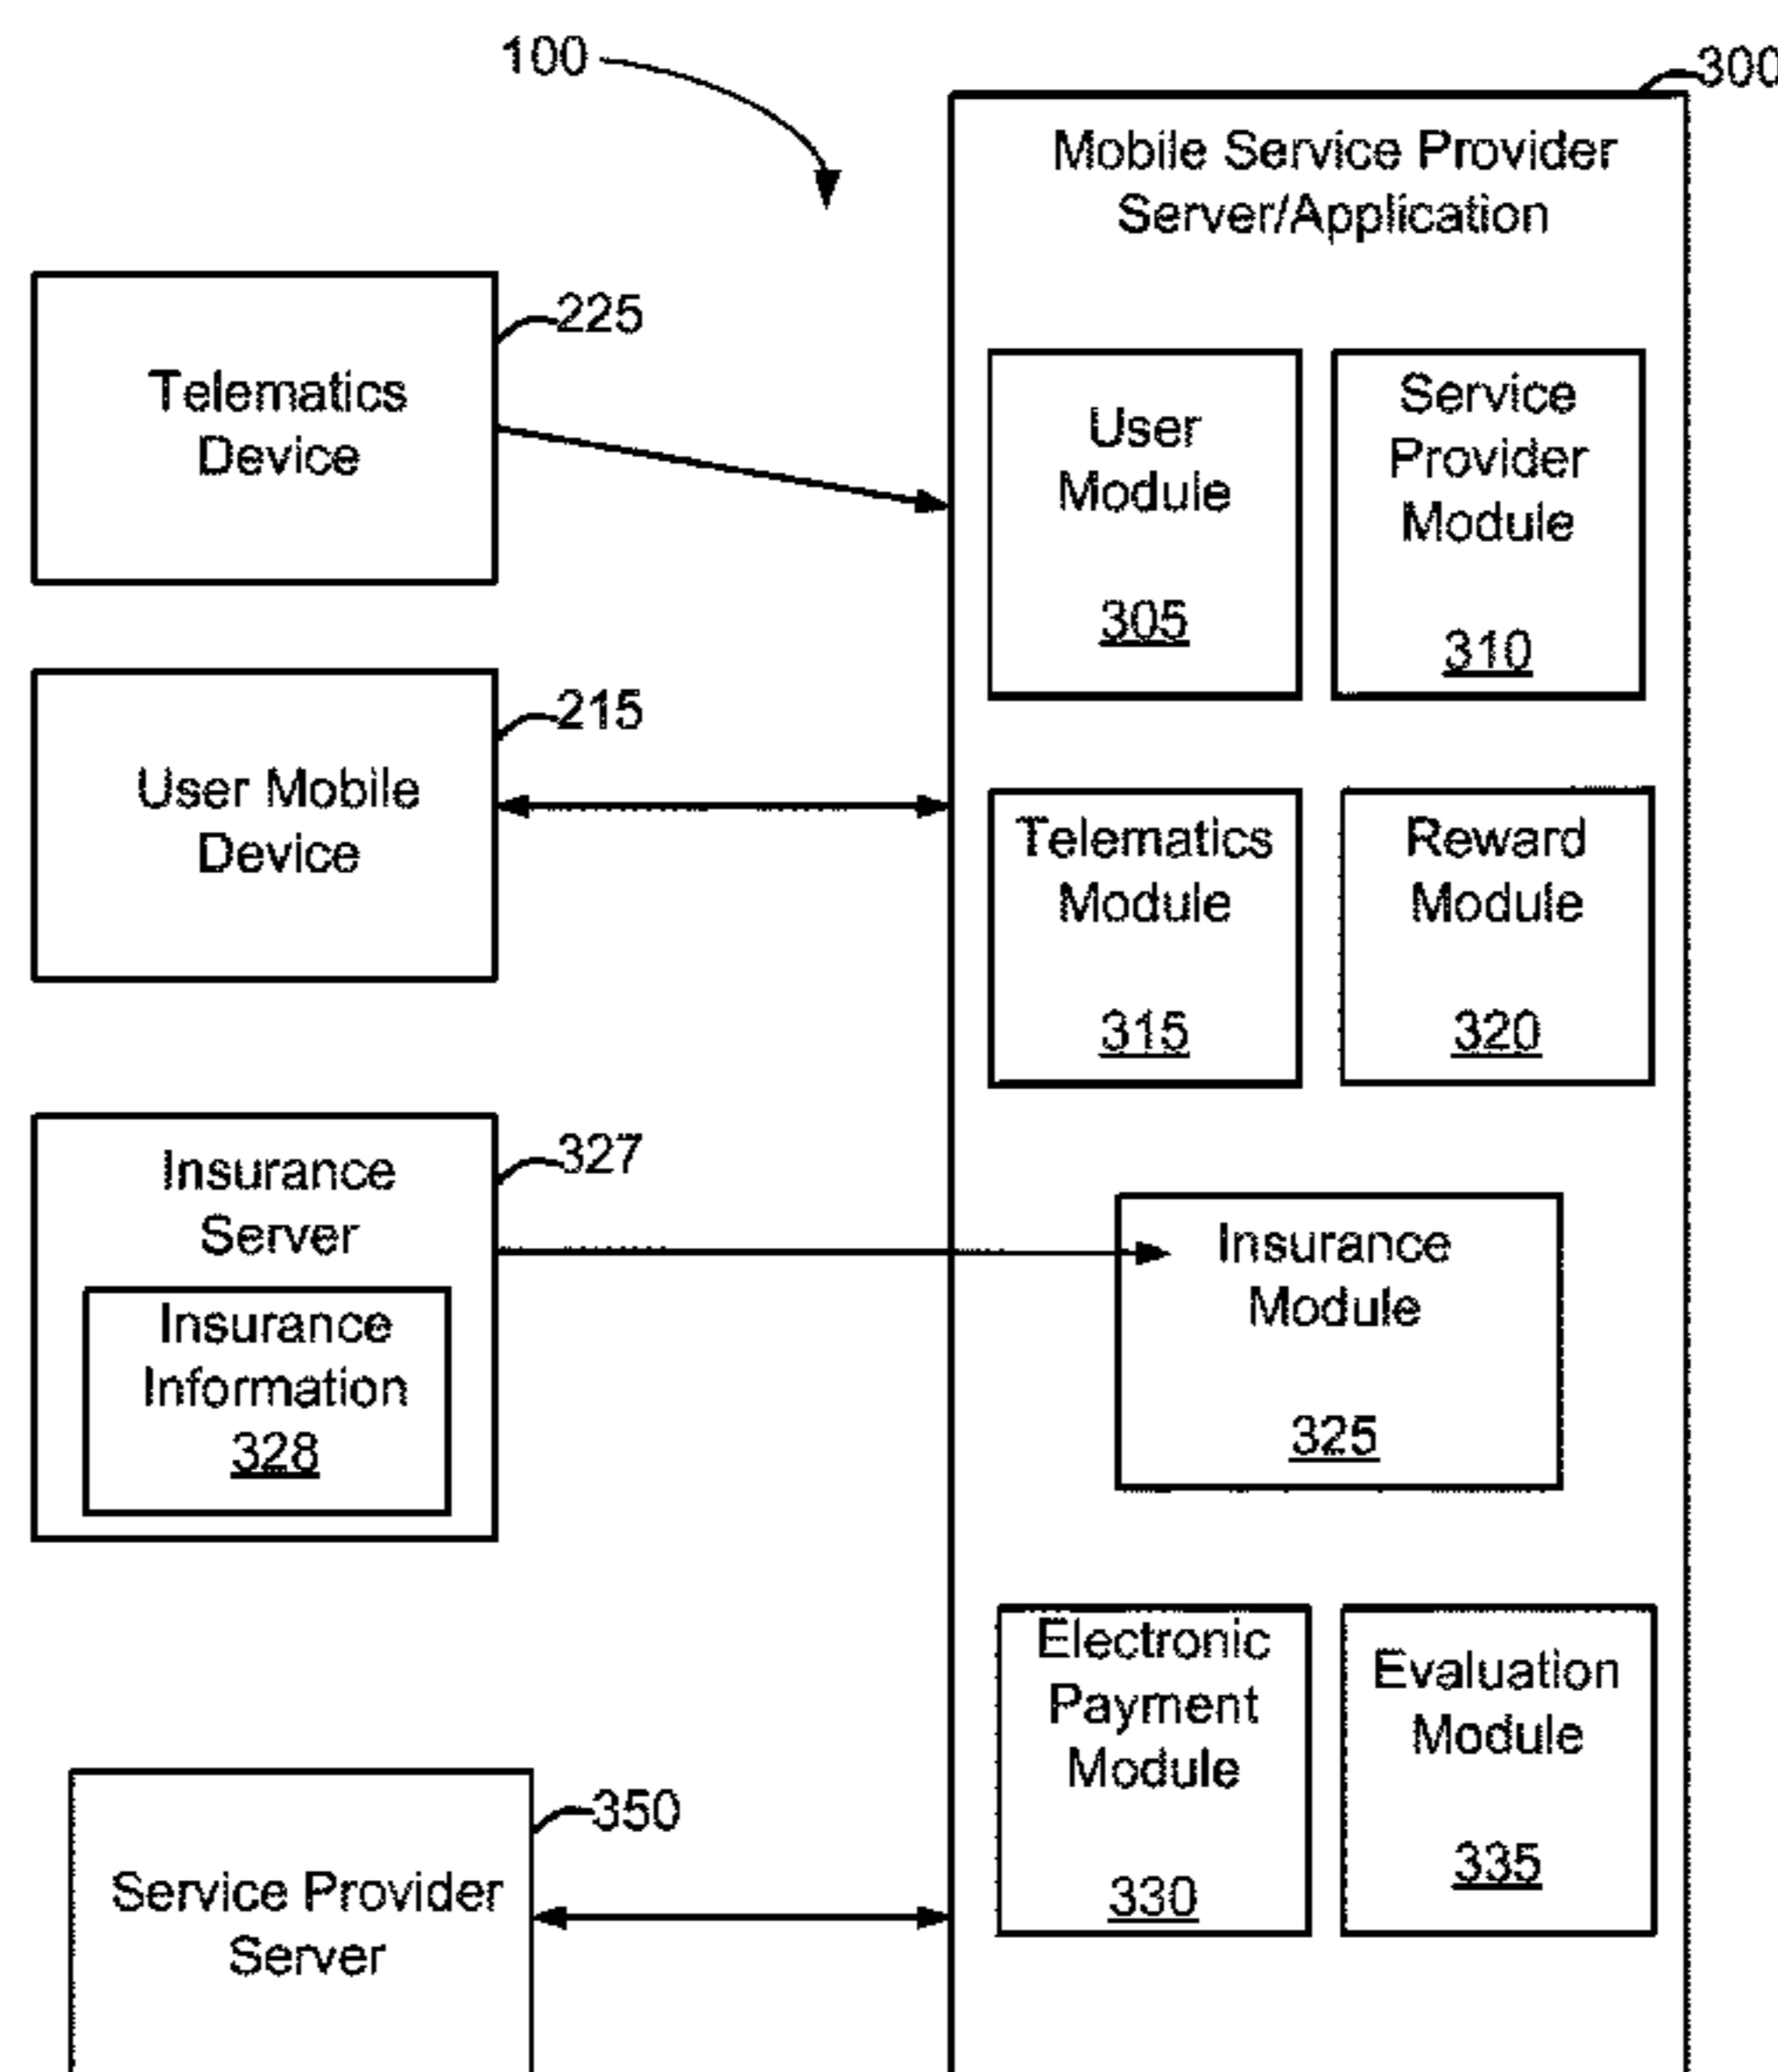 100
300
Mobile Service Provider
Server/Application
225
Telematics
Device
User
Module
305
Service
Provider
Module
310
215
User Mobile
Device
Telematics
Module
315
Reward
Module
320
327
Insurance
Server
Insurance
Information
328
Insurance
Module
325
Electronic
Payment
Module
330
Evaluation
Module
335
350
Service Provider
Server